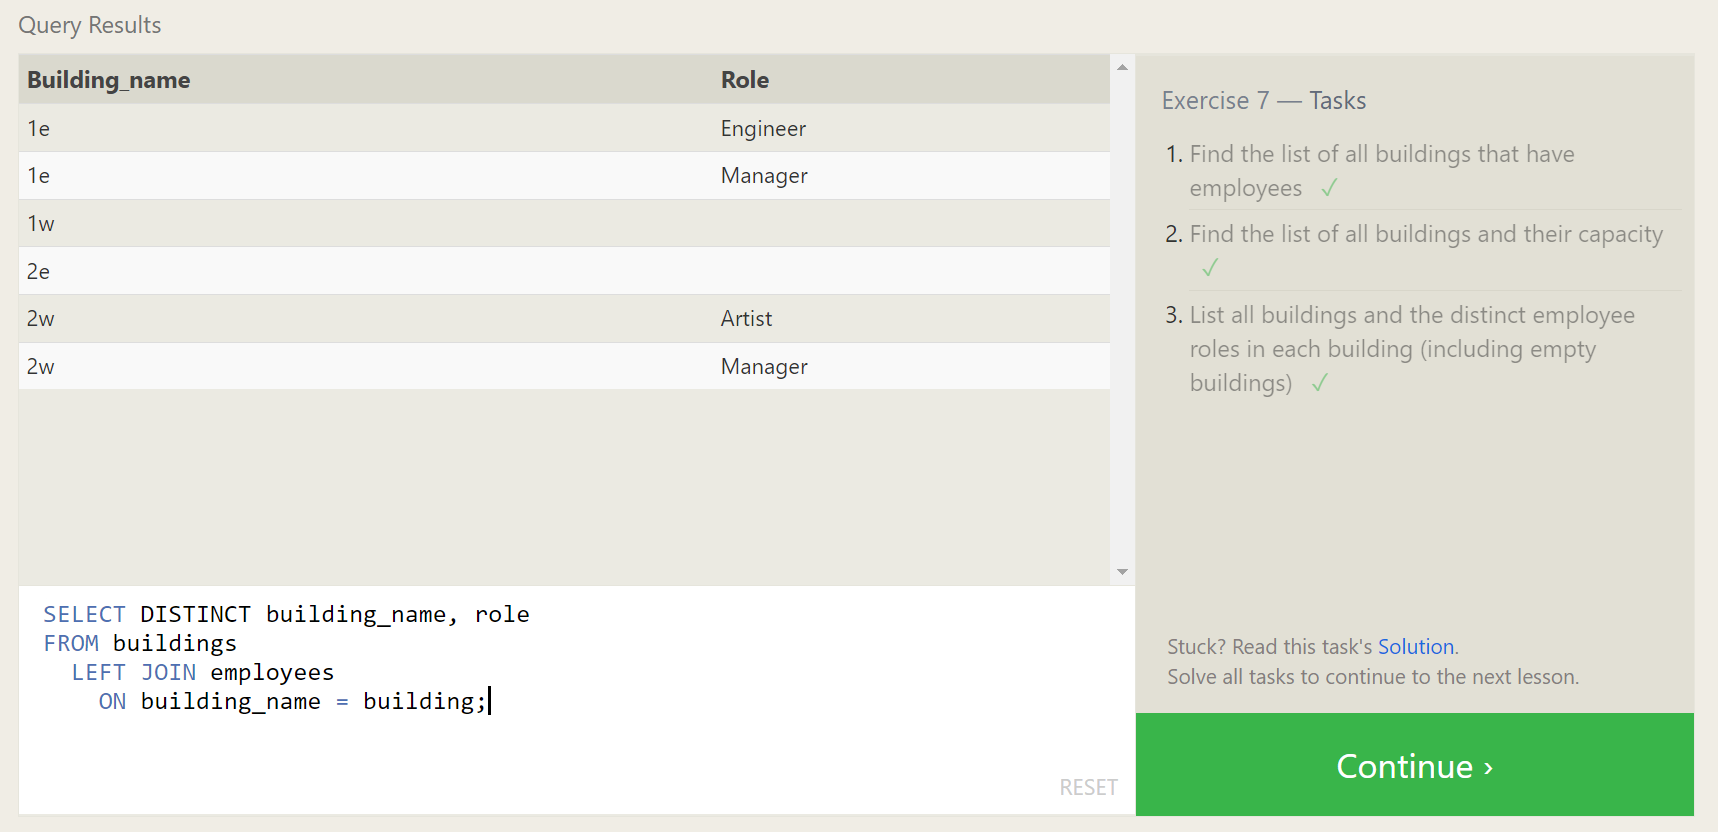 Query Results
Building_name Role
1e Engineer
1e Manager
1w
2e
2w Artist
2w Manager
SELECT DISTINCT building_name, role
FROM buildings
LEFT JOIN employees
ON building_name = building;
RESET
Exercise 7 — Tasks
1. Find the list of all buildings that have
employees ✓
2. Find the list of all buildings and their capacity
✓
3. List all buildings and the distinct employee
roles in each building (including empty
buildings) ✓
Stuck? Read this task's Solution.
Solve all tasks to continue to the next lesson.
Continue ›